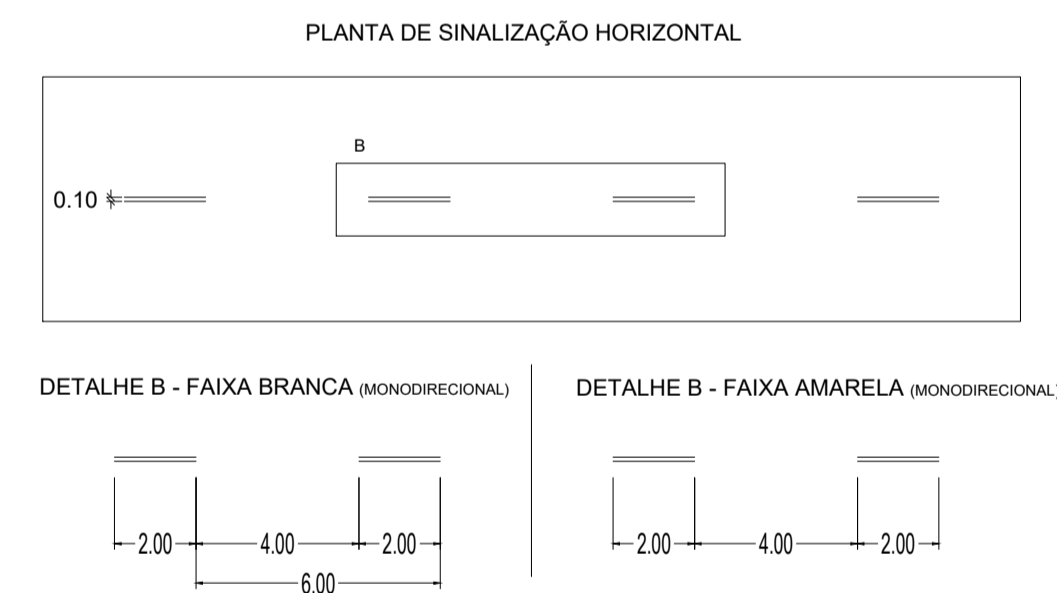 PLANTA DE SINALIZAÇÃO HORIZONTAL
B
0.10
DETALHE B - FAIXA BRANCA (MONODIRECIONAL)
2.00 4.00 2.00
6.00
DETALHE B - FAIXA AMARELA (MONODIRECIONAL)
2.00 4.00 2.00